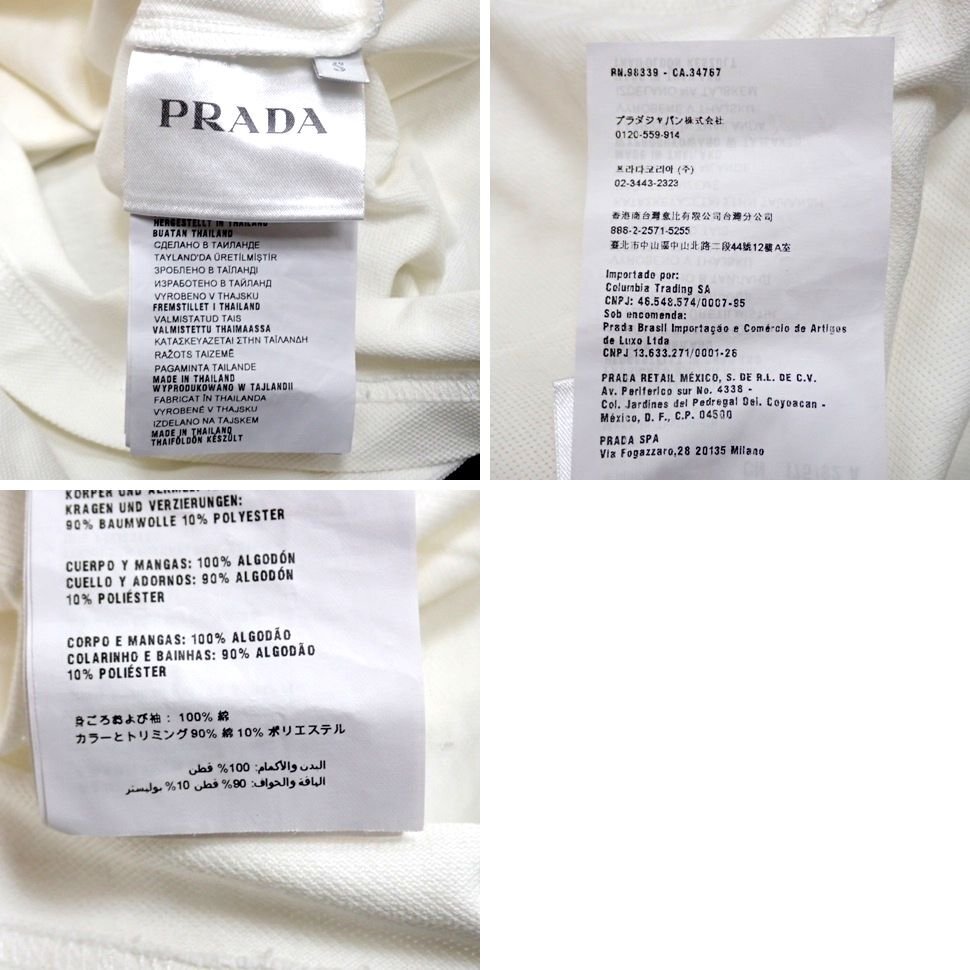 S
PRADA
HERGESTELLT IN THAILAND
BUATAN THAILAND
СДЕЛАНО В ТАИЛАНДЕ
TAYLAND'DA ÜRETİLMİŞTİR
ЗРОБЛЕНО В ТАЇЛАНДІ
ИЗРАБОТЕНО В ТАЙЛАНД
VYROBENO V THAJSKU
FREMSTILLET I THAILAND
VALMISTATUD TAIS
VALMISTETTU THAIMAASSA
ΚΑΤΑΣΚΕΥΑΖΕΤΑΙ ΣΤΗΝ ΤΑΪΛΑΝΔΗ
RAŽOTS TAIZEMĒ
PAGAMINTA TAILANDE
MADE IN THAILAND
WYPRODUKOWANO W TAJLANDII
FABRICAT ÎN THAILANDA
VYROBENÉ V THAJSKU
IZDELANO NA TAJSKEM
MADE IN THAILAND
THAIFÖLDÖN KÉSZÜLT
RN.98339 - CA.34767
プラダジャパン株式会社
0120-559-914
프라다코리아 (주)
02-3443-2323
香港商台灣意比有限公司台灣分公司
886-2-2571-5255
臺北市中山區中山北路二段44號12樓A室
Importado por:
Columbia Trading SA
CNPJ: 46.548.574/0007-95
Sob encomenda:
Prada Brasil Importação e Comércio de Artigos
de Luxo Ltda
CNPJ 13.633.271/0001-26
PRADA RETAIL MÉXICO, S. DE R.L. DE C.V.
Av. Periferico sur No. 4338 -
Col. Jardines del Pedregal Del. Coyoacan -
México, D. F., C.P. 04500
PRADA SPA
Via Fogazzaro,28 20135 Milano
KÖRPER UND ÄRMEL:
KRAGEN UND VERZIERUNGEN:
90% BAUMWOLLE 10% POLYESTER
CUERPO Y MANGAS: 100% ALGODÓN
CUELLO Y ADORNOS: 90% ALGODÓN
10% POLIÉSTER
CORPO E MANGAS: 100% ALGODÃO
COLARINHO E BAINHAS: 90% ALGODÃO
10% POLIÉSTER
身ごろおよび袖： 100% 綿
カラーとトリミング90% 綿 10% ポリエステル
البدن والأكمام: 100% قطن
الياقة والحواف: 90% قطن 10% بوليستر